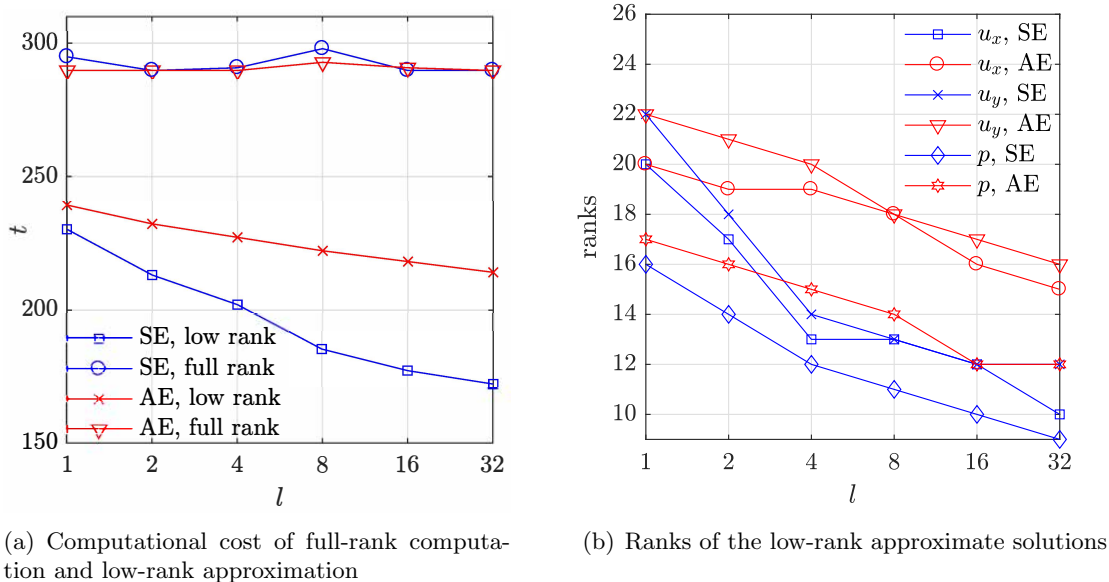 300
250
200
150
t
SE, low rank
SE, full rank
AE, low rank
AE, full rank
1 2 4 8 16 32
l
(a) Computational cost of full-rank computa-
tion and low-rank approximation
26
24
22
20
18
16
14
12
10
ranks
u_x, SE
u_x, AE
u_y, SE
u_y, AE
p, SE
p, AE
1 2 4 8 16 32
l
(b) Ranks of the low-rank approximate solutions